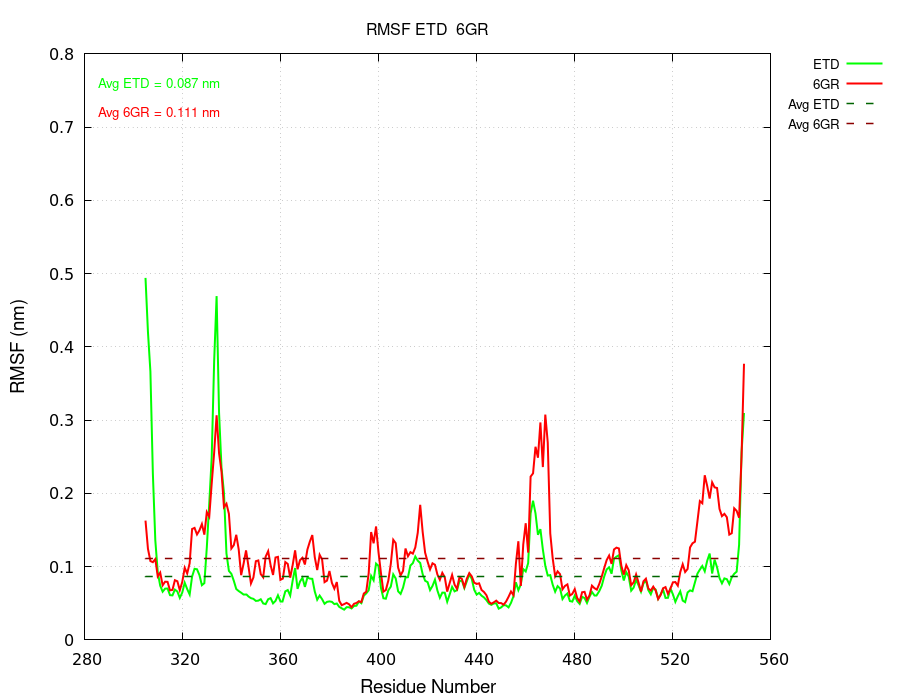 RMSF ETD  6GR
0.8
0.7
0.6
0.5
0.4
0.3
0.2
0.1
0
RMSF (nm)
Avg ETD = 0.087 nm
Avg 6GR = 0.111 nm
ETD
6GR
Avg ETD
Avg 6GR
280 320 360 400 440 480 520 560
Residue Number